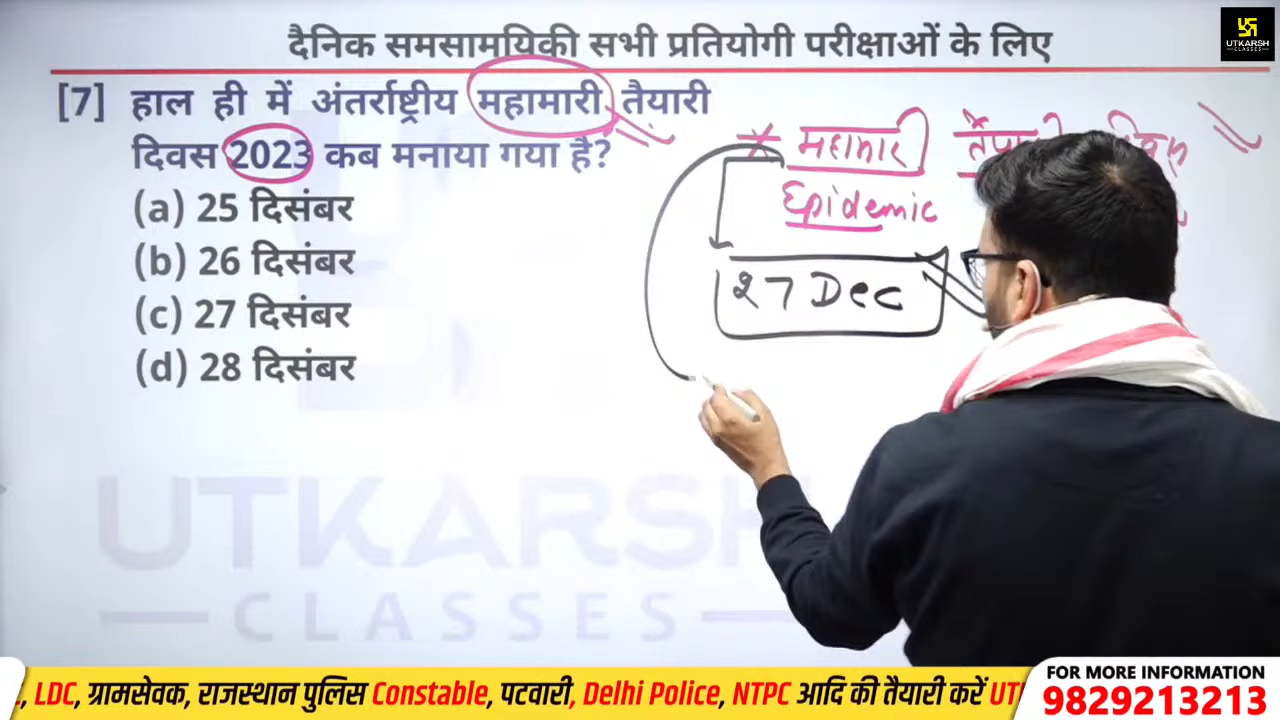 दैनिक समसामयिकी सभी प्रतियोगी परीक्षाओं के लिए
UTKARSH
CLASSES
[7] हाल ही में अंतर्राष्ट्रीय महामारी तैयारी
दिवस 2023 कब मनाया गया है?
(a) 25 दिसंबर
(b) 26 दिसंबर
(c) 27 दिसंबर
(d) 28 दिसंबर
महामारी
Epidemic
27 Dec
UTKARSH
CLASSES
LDC, ग्रामसेवक, राजस्थान पुलिस Constable, पटवारी, Delhi Police, NTPC आदि की तैयारी करें
FOR MORE INFORMATION
9829213213